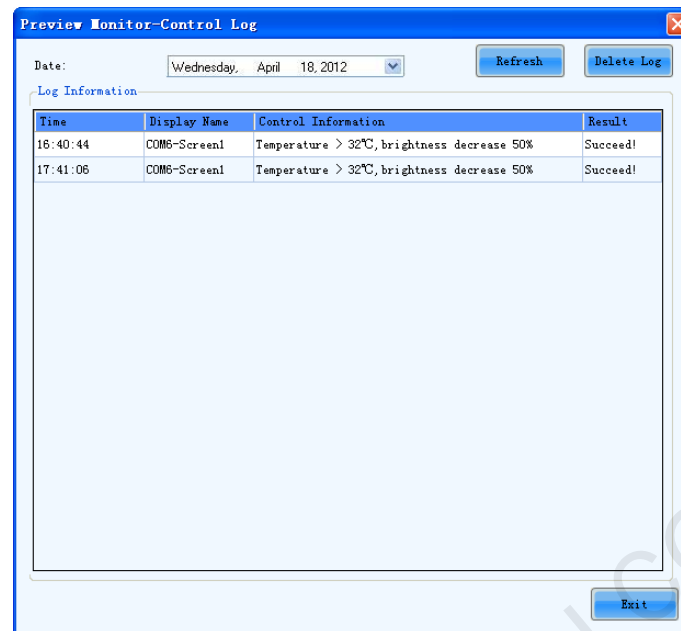 Preview Monitor-Control Log
Date: Wednesday, April 18, 2012 Refresh Delete Log
Log Information
Time Display Name Control Information Result
16:40:44 COM6-Screen1 Temperature > 32℃, brightness decrease 50% Succeed!
17:41:06 COM6-Screen1 Temperature > 32℃, brightness decrease 50% Succeed!
Exit